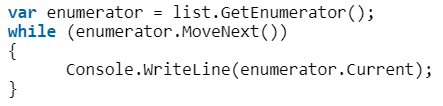 var enumerator = list.GetEnumerator();
while (enumerator.MoveNext())
{
      Console.WriteLine(enumerator.Current);
}